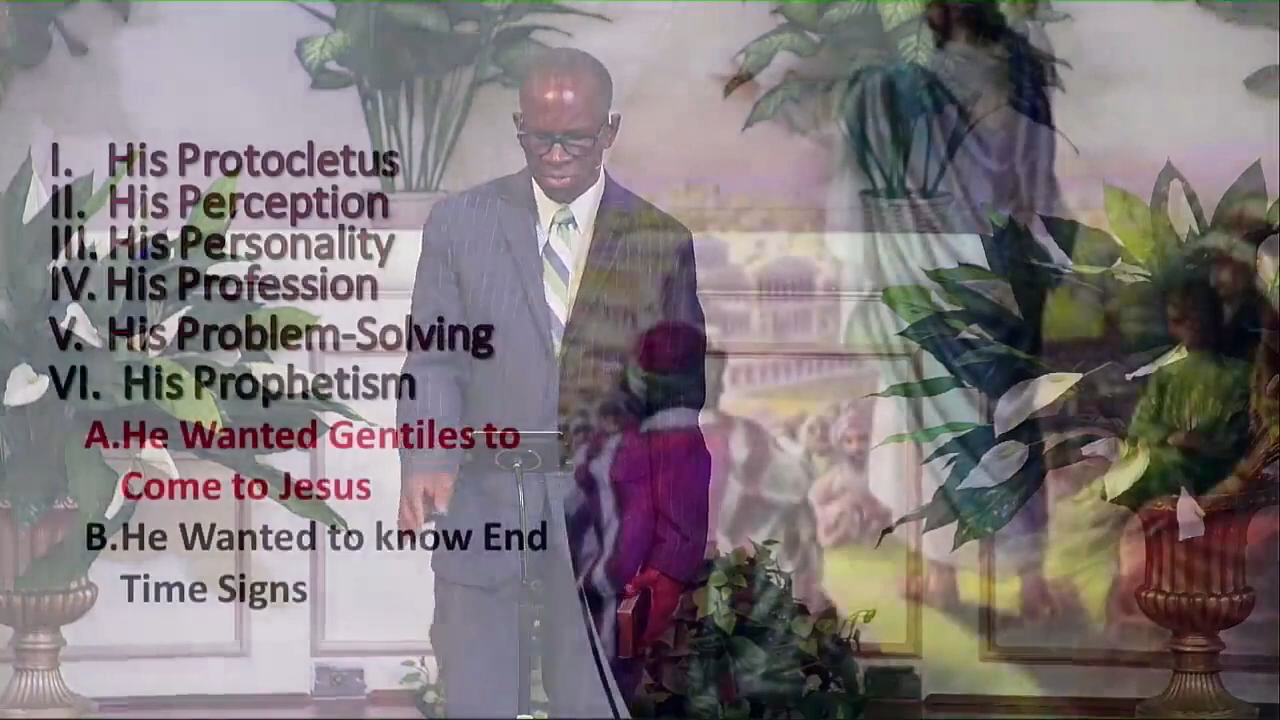 I. His Protocletus
II. His Perception
III. His Personality
IV. His Profession
V. His Problem-Solving
VI. His Prophetism
A.He Wanted Gentiles to
Come to Jesus
B.He Wanted to know End
Time Signs